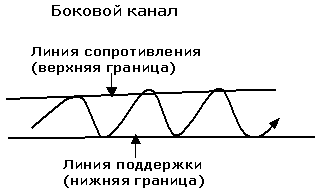 Боковой канал
Линия сопротивления
(верхняя граница)
Линия поддержки
(нижняя граница)